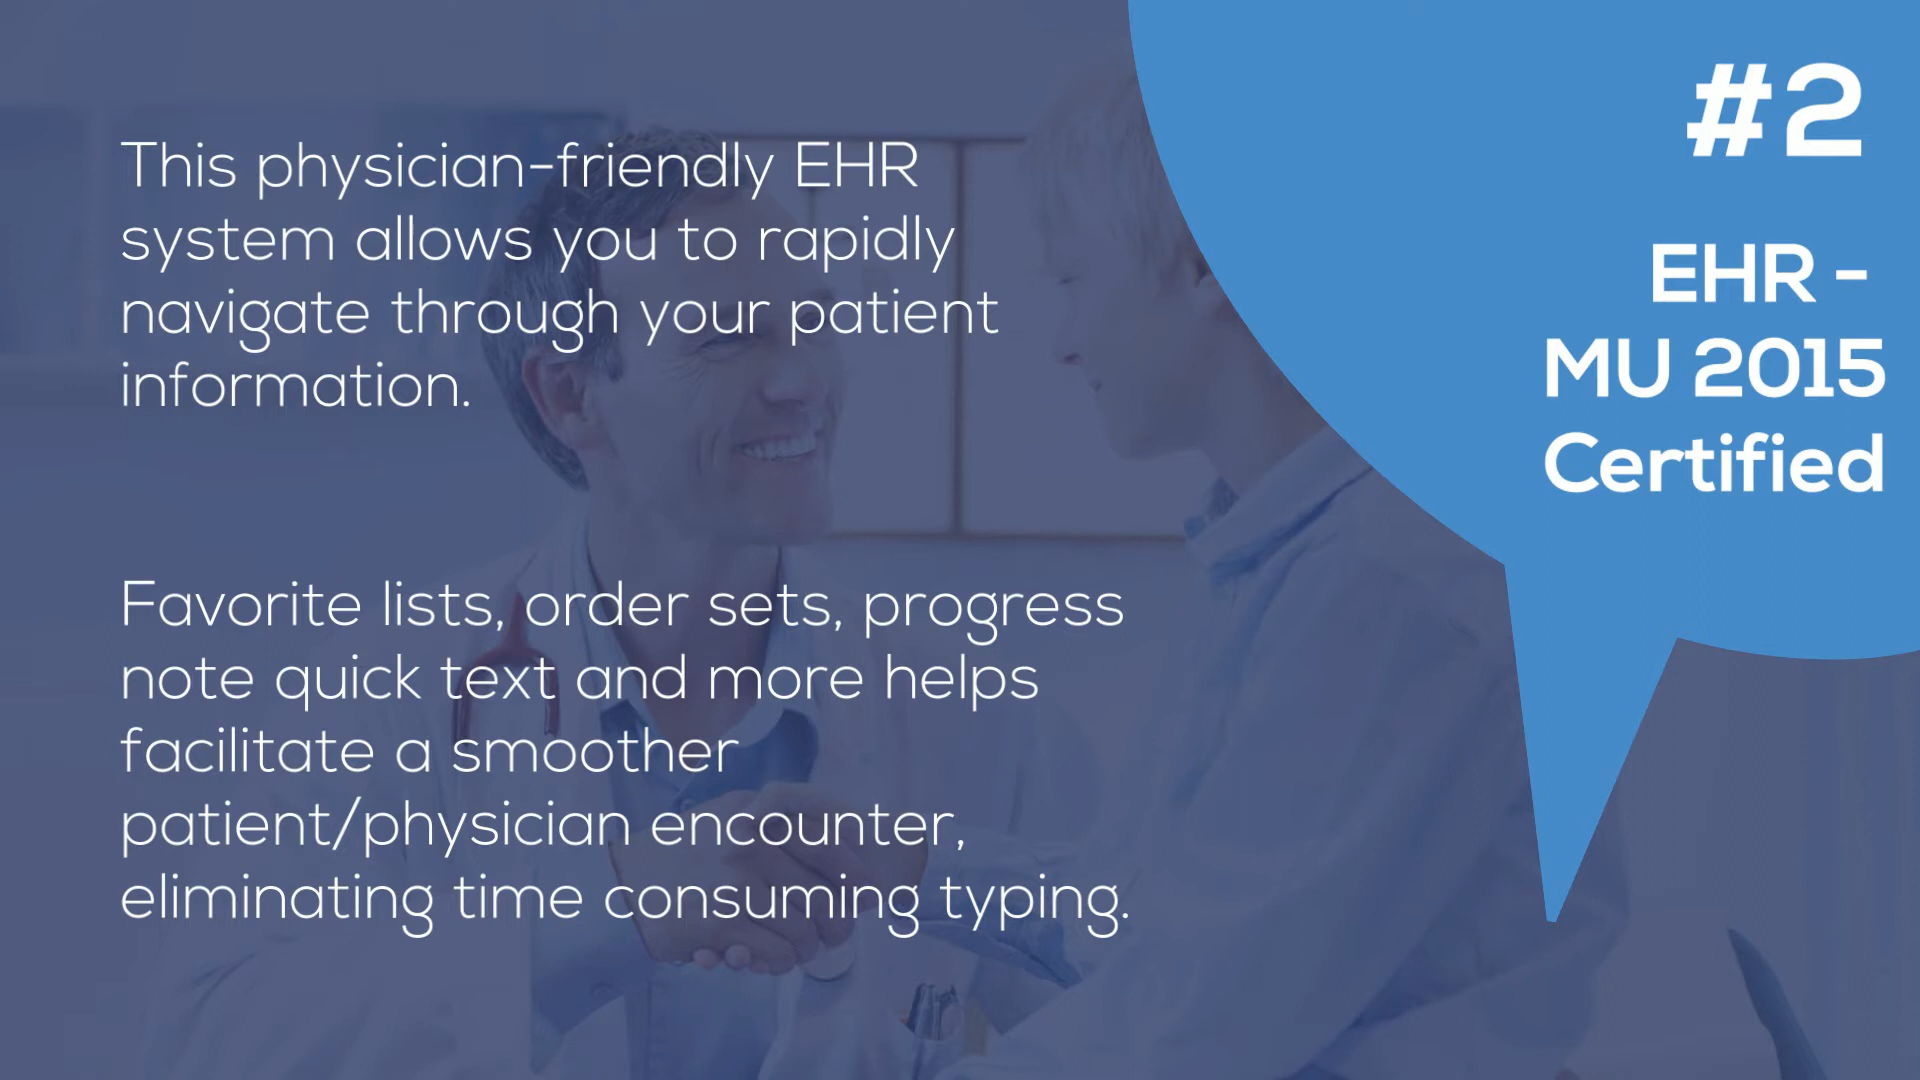 This physician-friendly EHR
system allows you to rapidly
navigate through your patient
information.
Favorite lists, order sets, progress
note quick text and more helps
facilitate a smoother
patient/physician encounter,
eliminating time consuming typing.
#2
EHR -
MU 2015
Certified